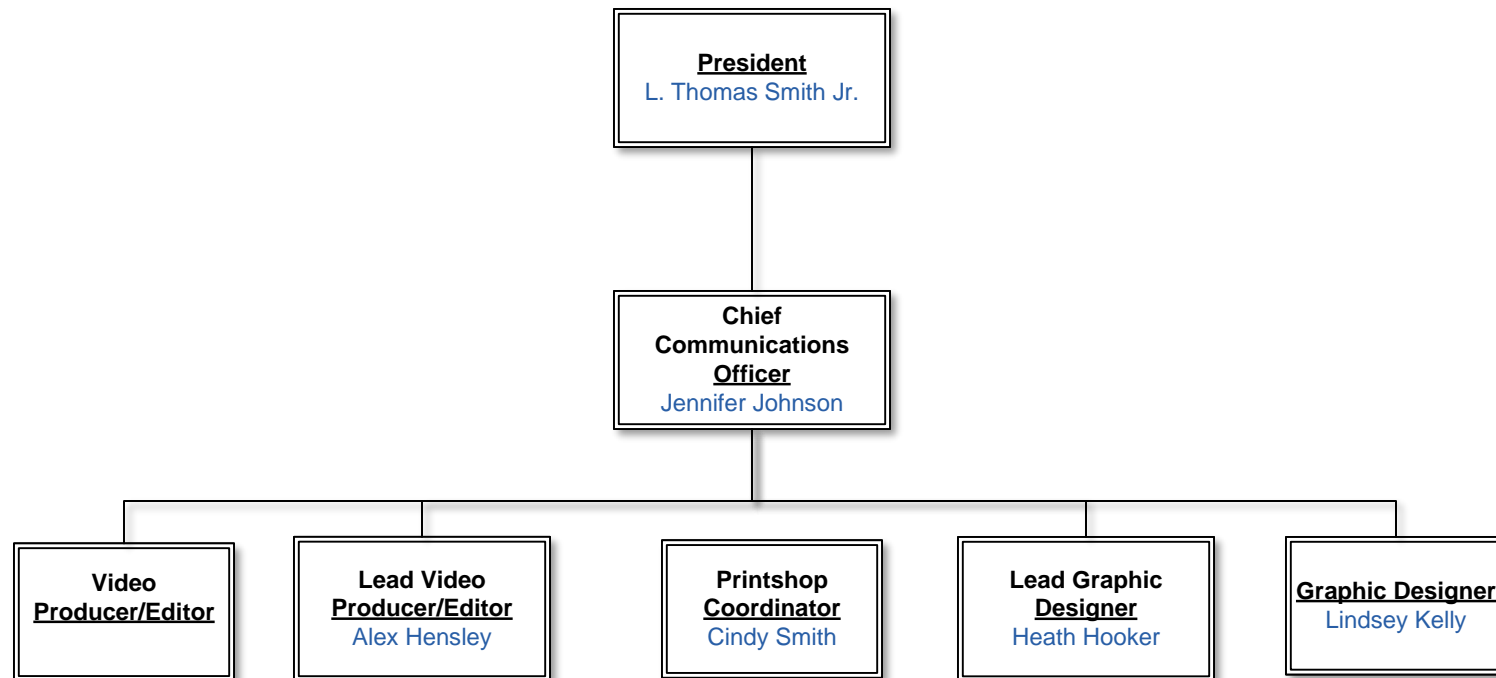 President
L. Thomas Smith Jr.
Chief
Communications
Officer
Jennifer Johnson
Video
Producer/Editor
Lead Video
Producer/Editor
Alex Hensley
Printshop
Coordinator
Cindy Smith
Lead Graphic
Designer
Heath Hooker
Graphic Designer
Lindsey Kelly